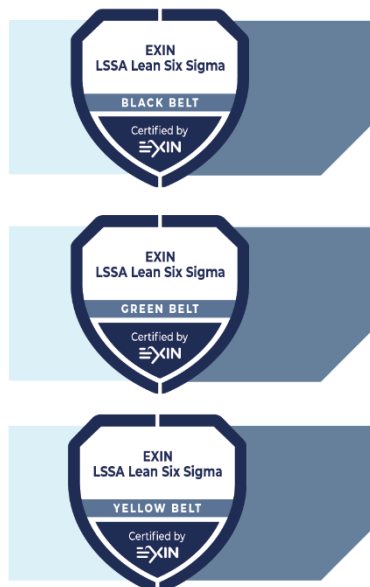 EXIN
LSSA Lean Six Sigma
BLACK BELT
Certified by
EXIN
EXIN
LSSA Lean Six Sigma
GREEN BELT
Certified by
EXIN
EXIN
LSSA Lean Six Sigma
YELLOW BELT
Certified by
EXIN